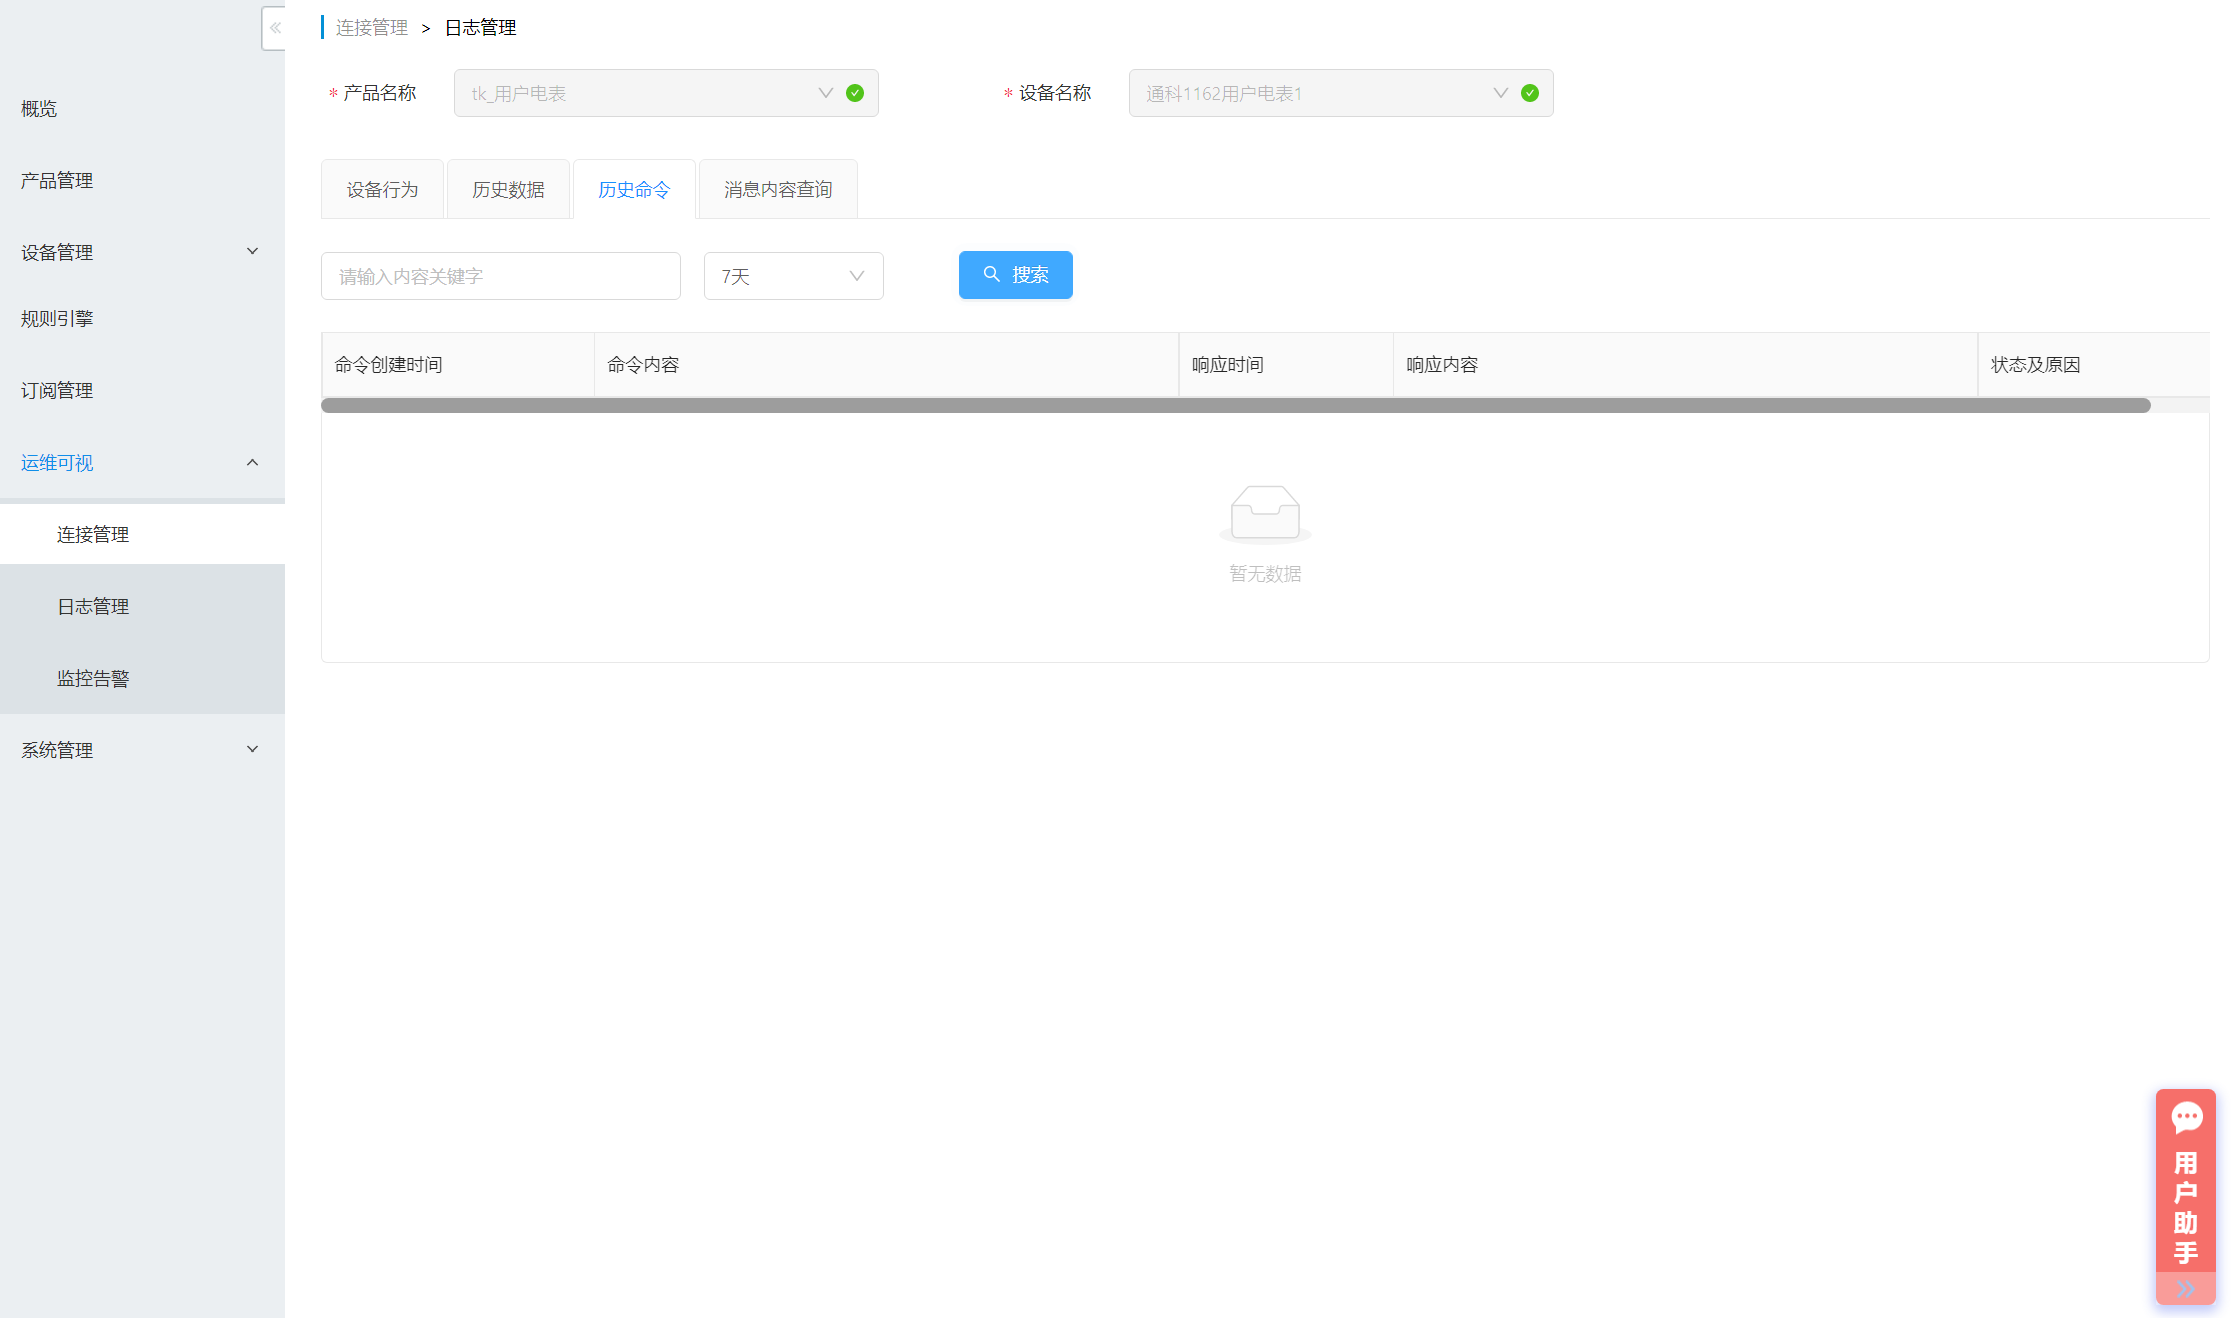 连接管理 > 日志管理
* 产品名称 tk_用户电表
* 设备名称 通科1162用户电表1
概览
产品管理
设备管理
规则引擎
订阅管理
运维可视
连接管理
日志管理
监控告警
系统管理
设备行为 历史数据 历史命令 消息内容查询
请输入内容关键字 7天 搜索
命令创建时间 命令内容 响应时间 响应内容 状态及原因
暂无数据
用户助手